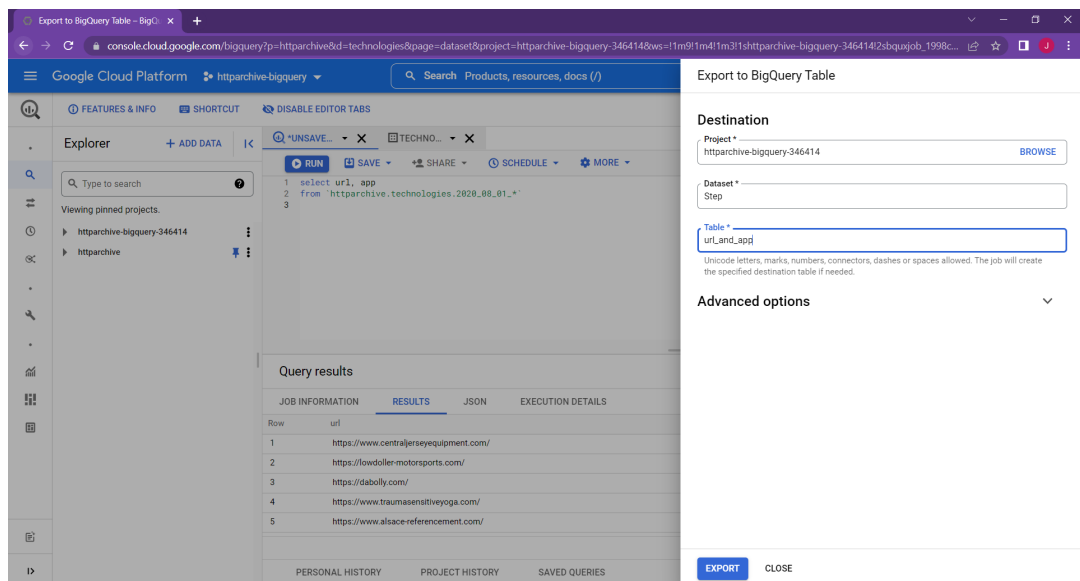 Export to BigQuery Table – BigQu
console.cloud.google.com/bigquery?p=httparchive&d=technologies&page=dataset&project=httparchive-bigquery-346414&ws=!1m9!1m4!1m3!1shttparchive-bigquery-346414!2sbquxjob_1998c...
J
Google Cloud Platform
httparchive-bigquery
Search Products, resources, docs (/)
FEATURES & INFO
SHORTCUT
DISABLE EDITOR TABS
Explorer
+ ADD DATA
Type to search
Viewing pinned projects.
httparchive-bigquery-346414
httparchive
*UNSAVE...
TECHNO...
RUN
SAVE
SHARE
SCHEDULE
MORE
1 select url, app
2 from `httparchive.technologies.2020_08_01_*`
3
Query results
JOB INFORMATION
RESULTS
JSON
EXECUTION DETAILS
Row url
1 https://www.centraljerseyequipment.com/
2 https://lowdoller-motorsports.com/
3 https://dabolly.com/
4 https://www.traumasensitiveyoga.com/
5 https://www.alsace-referencement.com/
PERSONAL HISTORY
PROJECT HISTORY
SAVED QUERIES
Export to BigQuery Table
Destination
Project *
httparchive-bigquery-346414
BROWSE
Dataset *
Step
Table *
url_and_app
Unicode letters, marks, numbers, connectors, dashes or spaces allowed. The job will create
the specified destination table if needed.
Advanced options
EXPORT
CLOSE